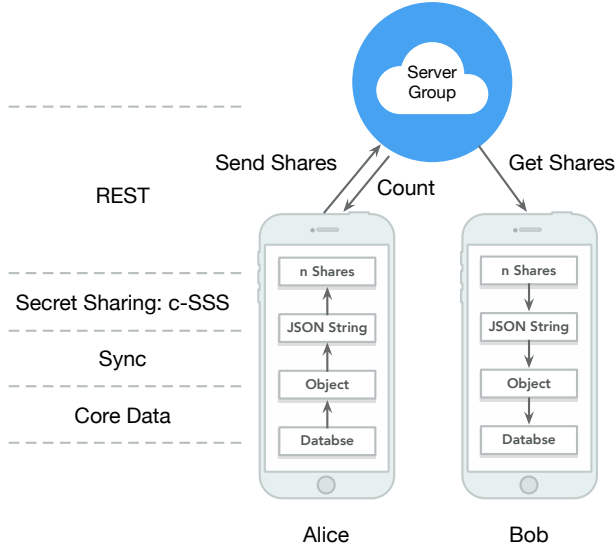 Server
Group
Send Shares
Get Shares
Count
REST
Secret Sharing: c-SSS
Sync
Core Data
n Shares
JSON String
Object
Databse
n Shares
JSON String
Object
Databse
Alice
Bob